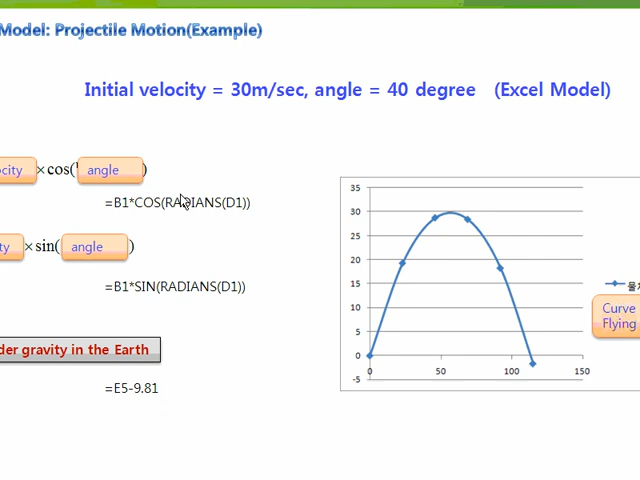 Model: Projectile Motion(Example)
Initial velocity = 30m/sec, angle = 40 degree (Excel Model)
ocity ×cos( angle )
=B1*COS(RADIANS(D1))
ty ×sin( angle )
=B1*SIN(RADIANS(D1))
der gravity in the Earth
=E5-9.81
35
30
25
20
15
10
5
0
-5
0 50 100 150
물
Curve
Flying